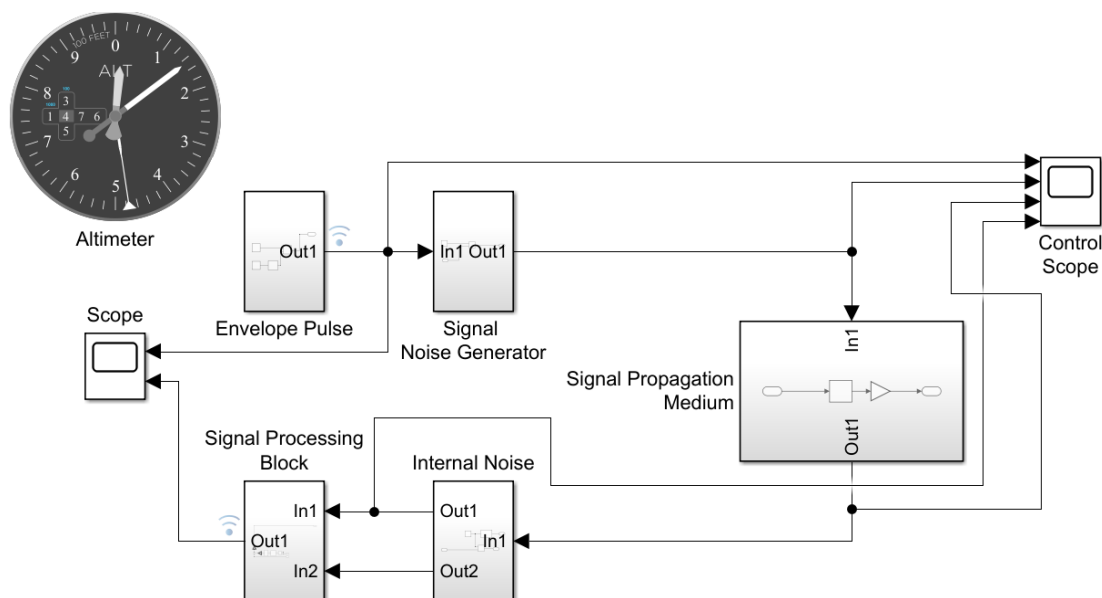 100 FEET
0
9
1
ALT
8
2
3
1 4 7 6
5
7
3
6
4
5
Altimeter
Control
Scope
Out1
In1 Out1
Envelope Pulse
Signal
Noise Generator
Scope
In1
Signal Propagation
Medium
Out1
Signal Processing
Block
Internal Noise
In1
Out1
Out1
In1
In2
Out2